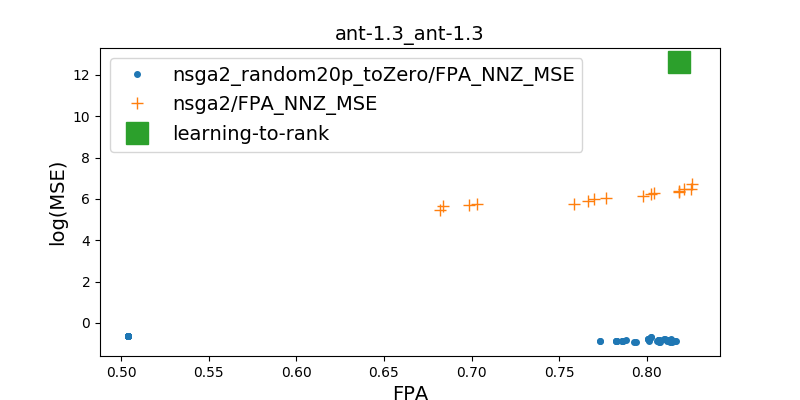 ant-1.3_ant-1.3
nsga2_random20p_toZero/FPA_NNZ_MSE
nsga2/FPA_NNZ_MSE
learning-to-rank
log(MSE)
12
10
8
6
4
2
0
0.50 0.55 0.60 0.65 0.70 0.75 0.80
FPA